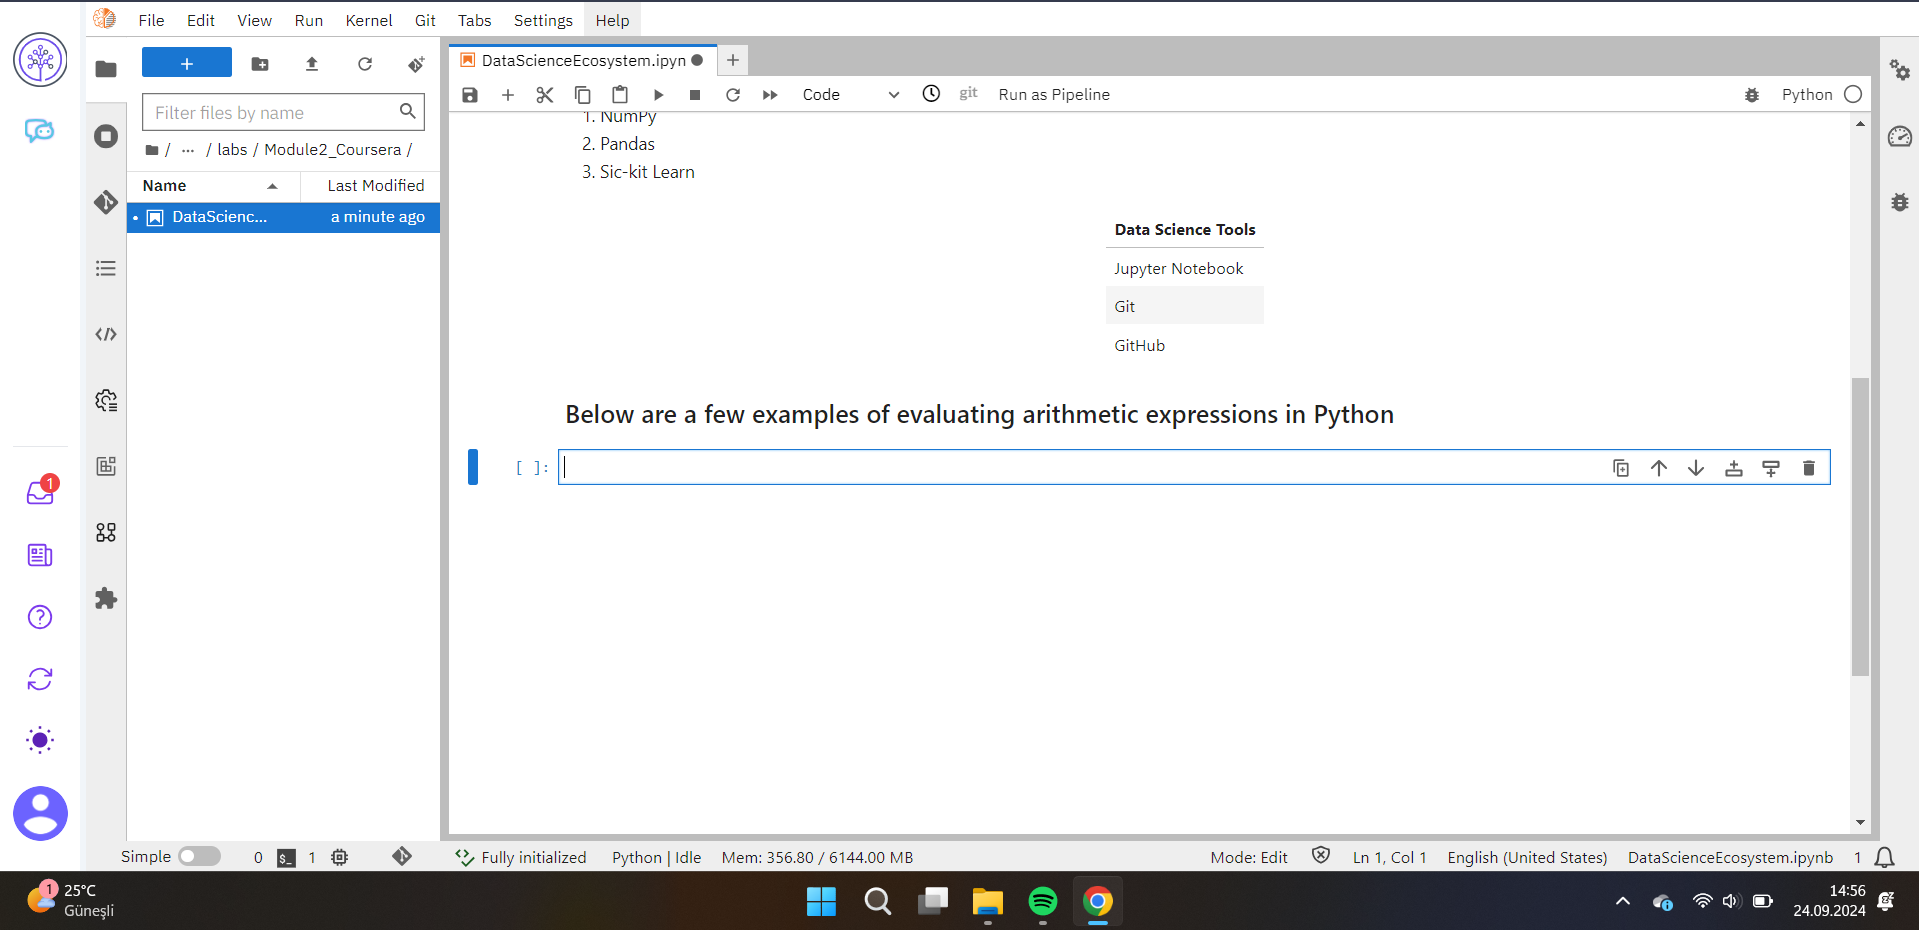 File Edit View Run Kernel Git Tabs Settings Help
+
Filter files by name
/ ... / labs / Module2_Coursera /
Name Last Modified
DataScienc... a minute ago
DataScienceEcosystem.ipyn
Code git Run as Pipeline Python
1. NumPy
2. Pandas
3. Sic-kit Learn
Data Science Tools
Jupyter Notebook
Git
GitHub
Below are a few examples of evaluating arithmetic expressions in Python
[ ]:
1
Simple 0 $_ 1 Fully initialized Python | Idle Mem: 356.80 / 6144.00 MB Mode: Edit Ln 1, Col 1 English (United States) DataScienceEcosystem.ipynb 1
1
25°C
Güneşli
14:56
24.09.2024